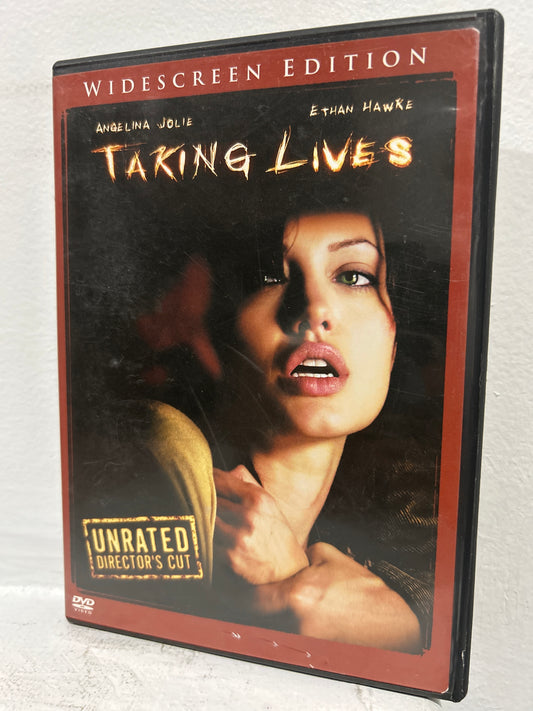 WIDESCREEN EDITION
ANGELINA JOLIE ETHAN HAWKE
TAKING LIVES
UNRATED
DIRECTOR'S CUT
DVD
VIDEO